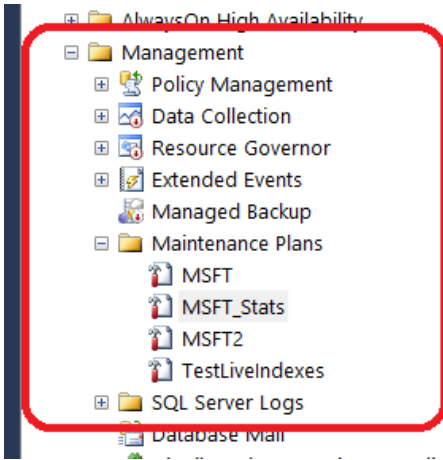 AlwaysOn High Availability
Management
Policy Management
Data Collection
Resource Governor
Extended Events
Managed Backup
Maintenance Plans
MSFT
MSFT_Stats
MSFT2
TestLiveIndexes
SQL Server Logs
Database Mail